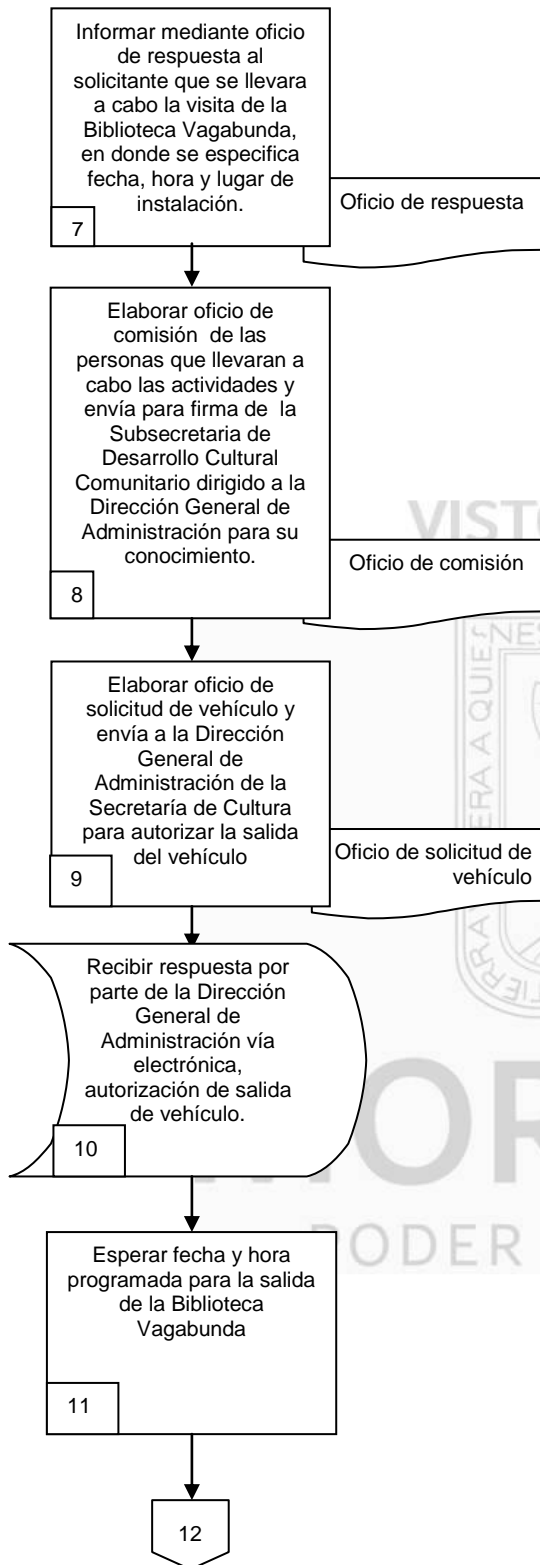 Informar mediante oficio
de respuesta al
solicitante que se llevara
a cabo la visita de la
Biblioteca Vagabunda,
en donde se especifica
fecha, hora y lugar de
instalación.
7
Oficio de respuesta
Elaborar oficio de
comisión de las
personas que llevaran a
cabo las actividades y
envía para firma de la
Subsecretaria de
Desarrollo Cultural
Comunitario dirigido a la
Dirección General de
Administración para su
conocimiento.
8
Oficio de comisión
Elaborar oficio de
solicitud de vehículo y
envía a la Dirección
General de
Administración de la
Secretaría de Cultura
para autorizar la salida
del vehículo
9
Oficio de solicitud de
vehículo
Recibir respuesta por
parte de la Dirección
General de
Administración vía
electrónica,
autorización de salida
de vehículo.
10
Esperar fecha y hora
programada para la salida
de la Biblioteca
Vagabunda
11
12
PODER